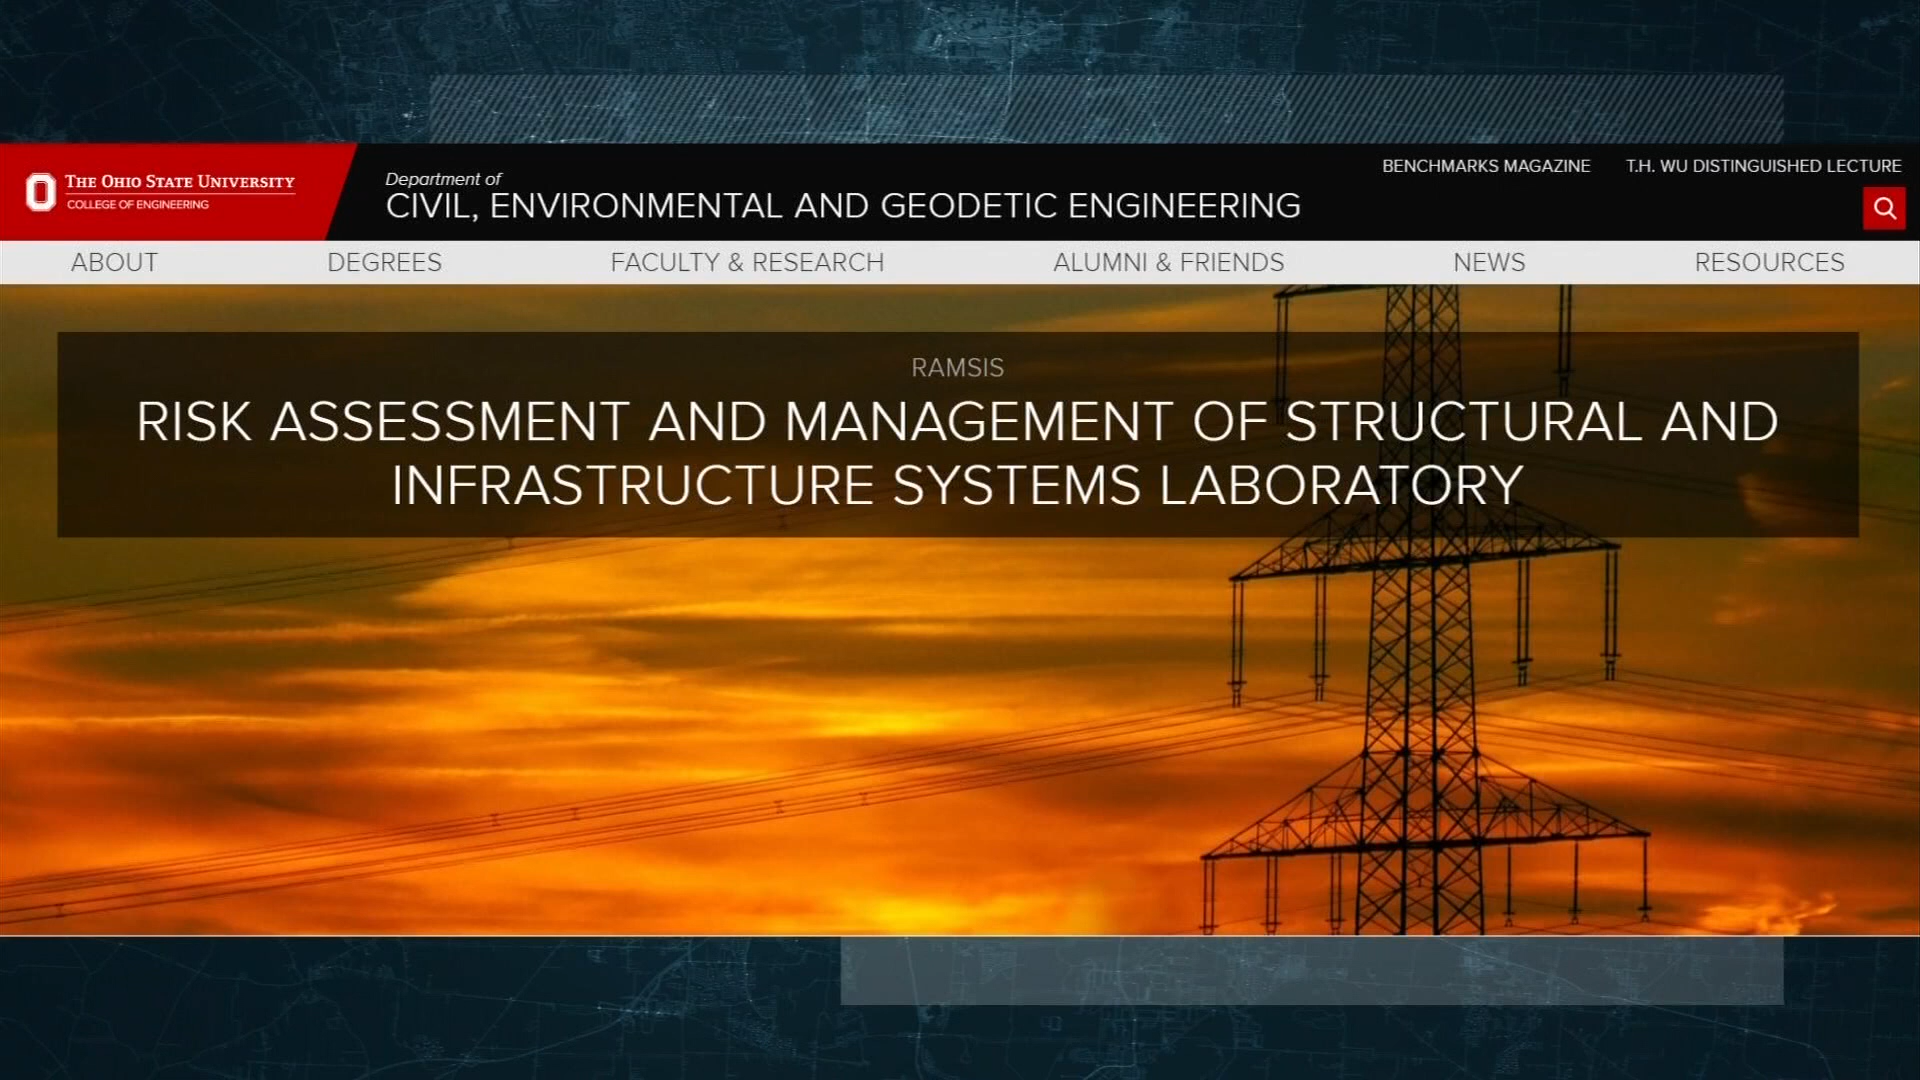 THE OHIO STATE UNIVERSITY
COLLEGE OF ENGINEERING
Department of
CIVIL, ENVIRONMENTAL AND GEODETIC ENGINEERING
BENCHMARKS MAGAZINE
T.H. WU DISTINGUISHED LECTURE
ABOUT
DEGREES
FACULTY & RESEARCH
ALUMNI & FRIENDS
NEWS
RESOURCES
RAMSIS
RISK ASSESSMENT AND MANAGEMENT OF STRUCTURAL AND
INFRASTRUCTURE SYSTEMS LABORATORY